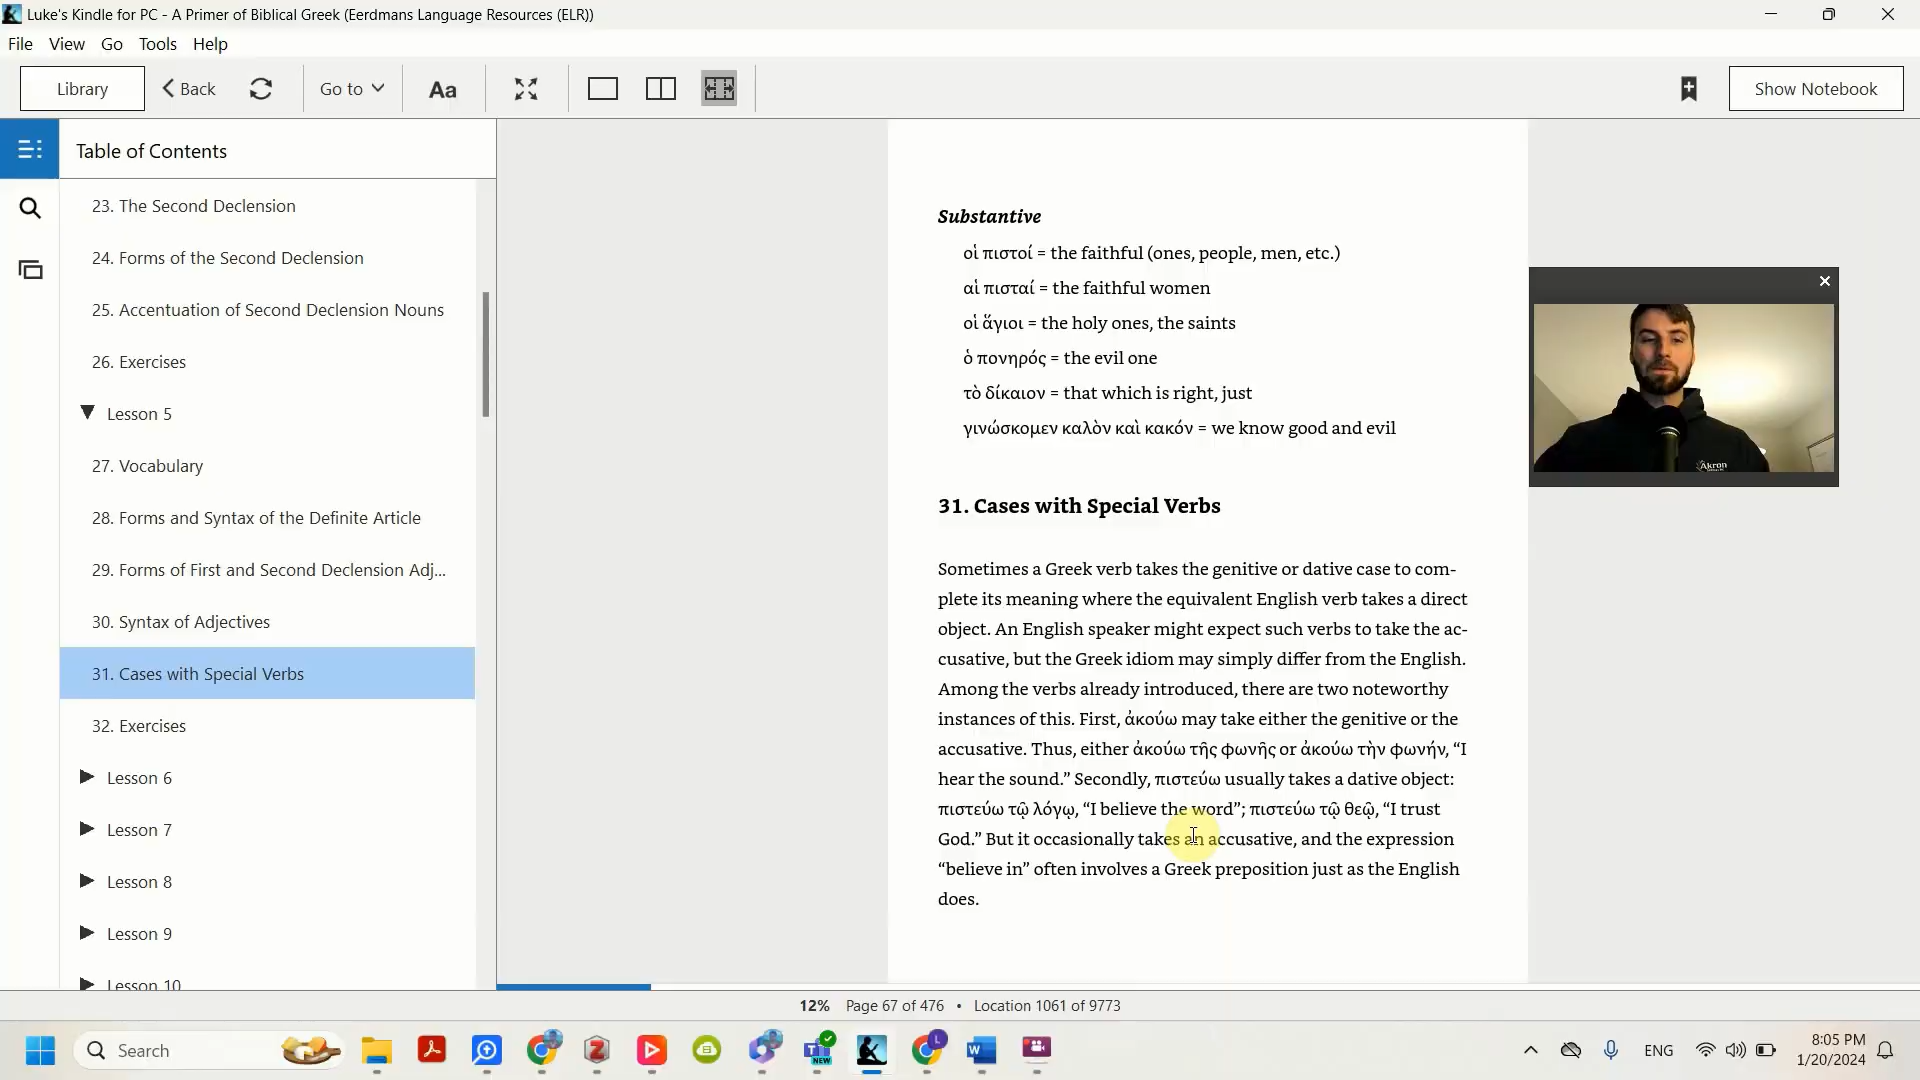 Luke's Kindle for PC - A Primer of Biblical Greek (Eerdmans Language Resources (ELR))
File View Go Tools Help
Library Back Go to Aa Show Notebook
Table of Contents
23. The Second Declension
24. Forms of the Second Declension
25. Accentuation of Second Declension Nouns
26. Exercises
Lesson 5
27. Vocabulary
28. Forms and Syntax of the Definite Article
29. Forms of First and Second Declension Adj...
30. Syntax of Adjectives
31. Cases with Special Verbs
32. Exercises
Lesson 6
Lesson 7
Lesson 8
Lesson 9
Lesson 10
Substantive
οἱ πιστοί = the faithful (ones, people, men, etc.)
αἱ πισταί = the faithful women
οἱ ἅγιοι = the holy ones, the saints
ὁ πονηρός = the evil one
τὸ δίκαιον = that which is right, just
γινώσκομεν καλὸν καὶ κακόν = we know good and evil
31. Cases with Special Verbs
Sometimes a Greek verb takes the genitive or dative case to com-
plete its meaning where the equivalent English verb takes a direct
object. An English speaker might expect such verbs to take the ac-
cusative, but the Greek idiom may simply differ from the English.
Among the verbs already introduced, there are two noteworthy
instances of this. First, ἀκούω may take either the genitive or the
accusative. Thus, either ἀκούω τῆς φωνῆς or ἀκούω τὴν φωνήν, “I
hear the sound.” Secondly, πιστεύω usually takes a dative object:
πιστεύω τῷ λόγῳ, “I believe the word”; πιστεύω τῷ θεῷ, “I trust
God.” But it occasionally takes an accusative, and the expression
“believe in” often involves a Greek preposition just as the English
does.
Akron
12% Page 67 of 476 • Location 1061 of 9773
Search
NEW
L
ENG
8:05 PM
1/20/2024